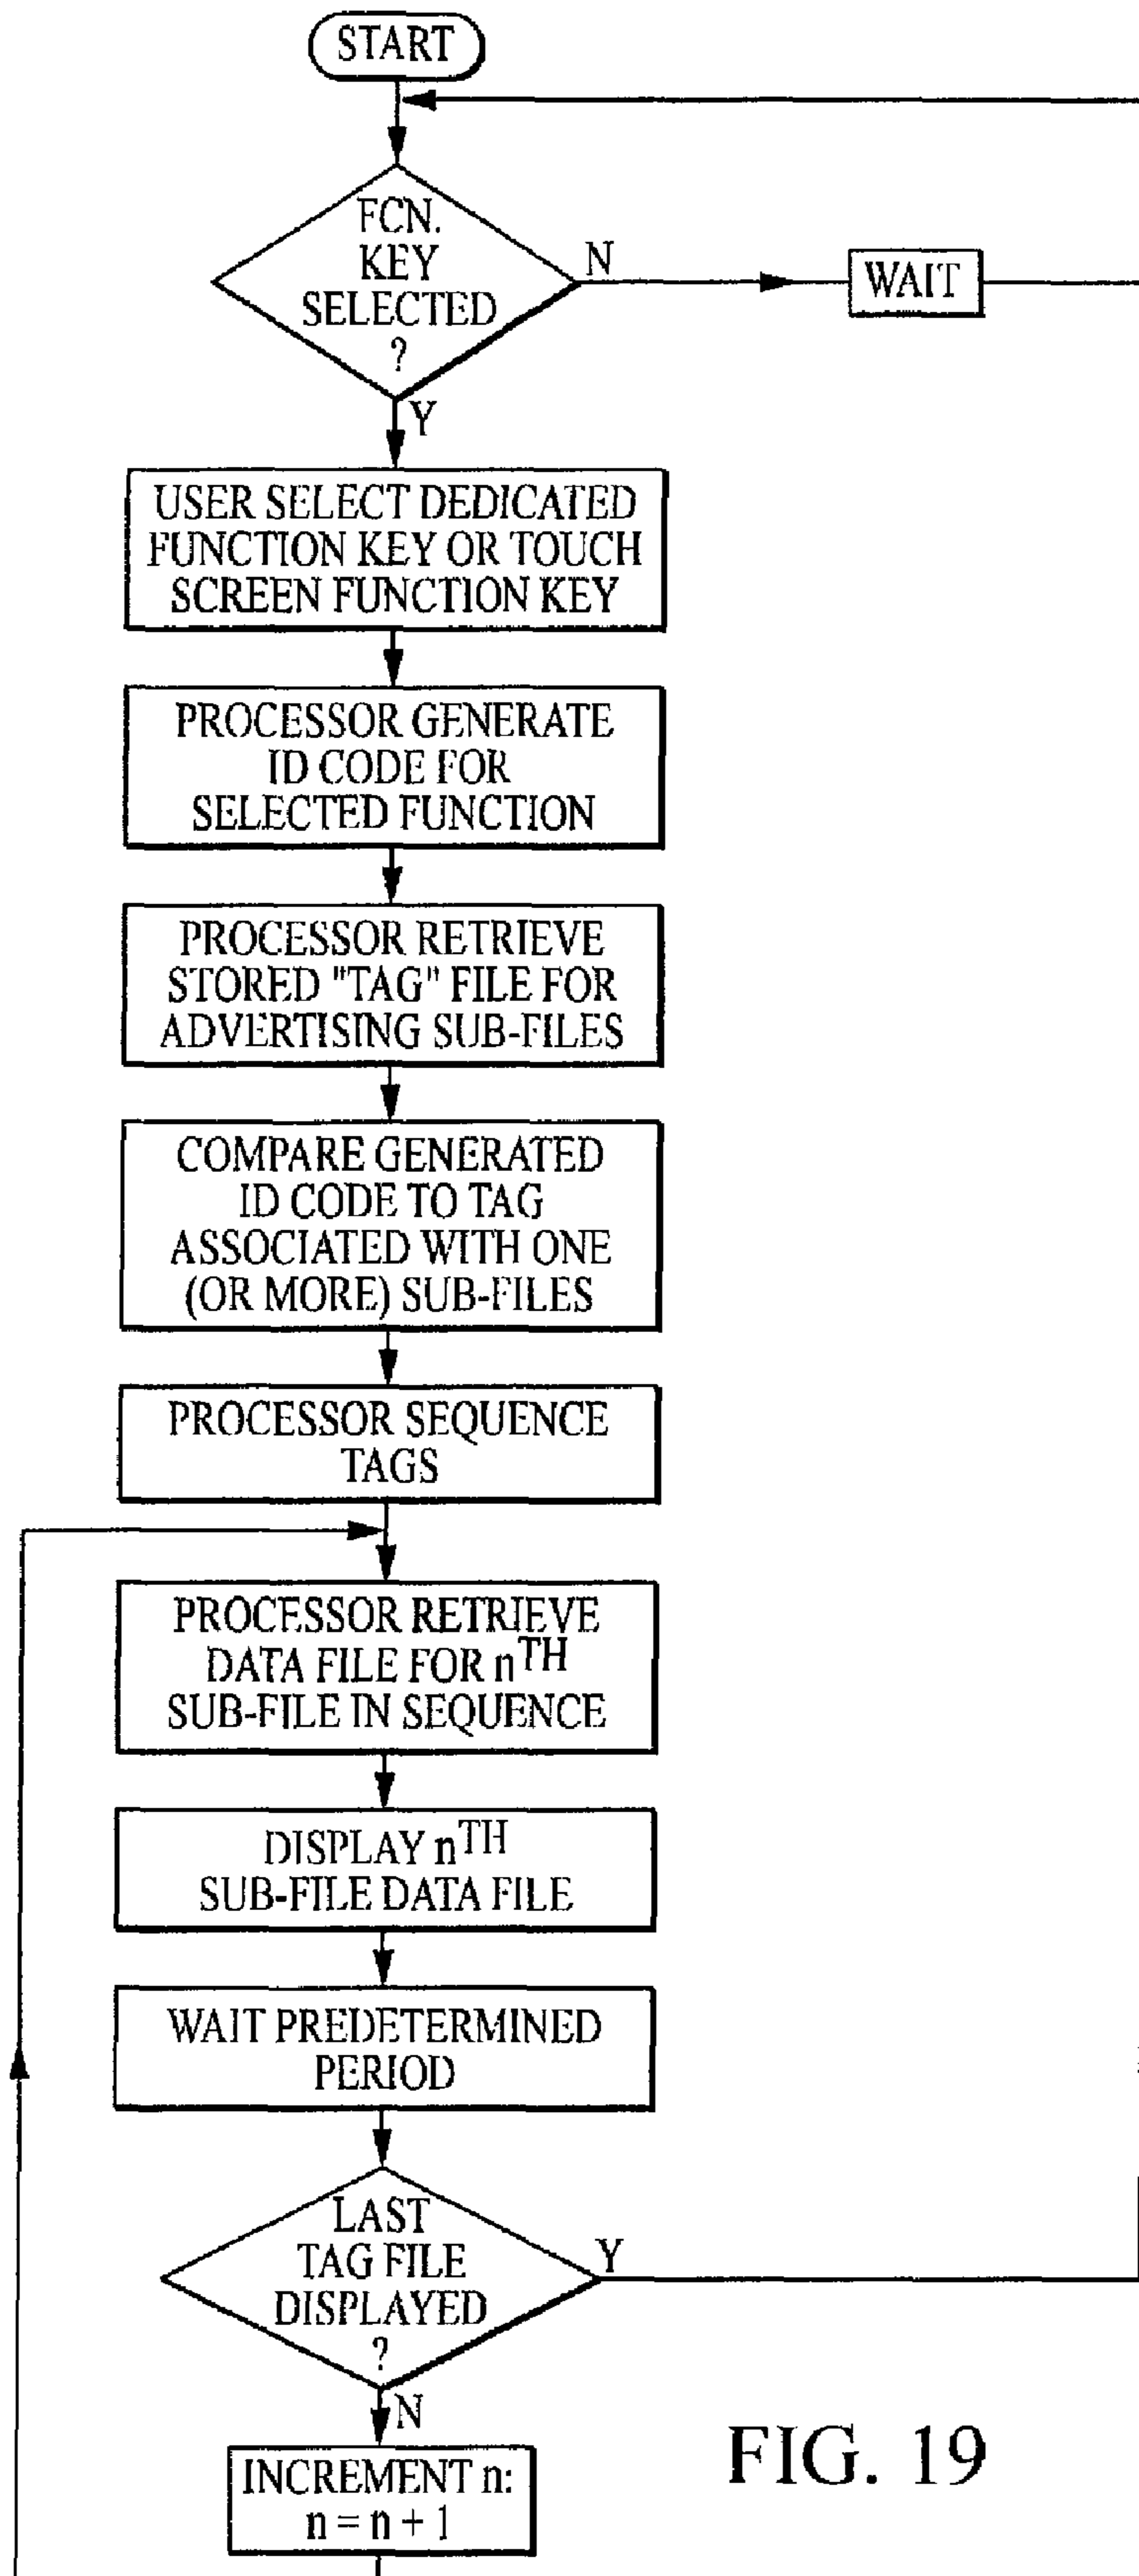 START
FCN.
KEY
SELECTED
?
N
WAIT
Y
USER SELECT DEDICATED
FUNCTION KEY OR TOUCH
SCREEN FUNCTION KEY
PROCESSOR GENERATE
ID CODE FOR
SELECTED FUNCTION
PROCESSOR RETRIEVE
STORED "TAG" FILE FOR
ADVERTISING SUB-FILES
COMPARE GENERATED
ID CODE TO TAG
ASSOCIATED WITH ONE
(OR MORE) SUB-FILES
PROCESSOR SEQUENCE
TAGS
PROCESSOR RETRIEVE
DATA FILE FOR nTH
SUB-FILE IN SEQUENCE
DISPLAY nTH
SUB-FILE DATA FILE
WAIT PREDETERMINED
PERIOD
LAST
TAG FILE
DISPLAYED
?
Y
N
INCREMENT n:
n = n + 1
FIG. 19